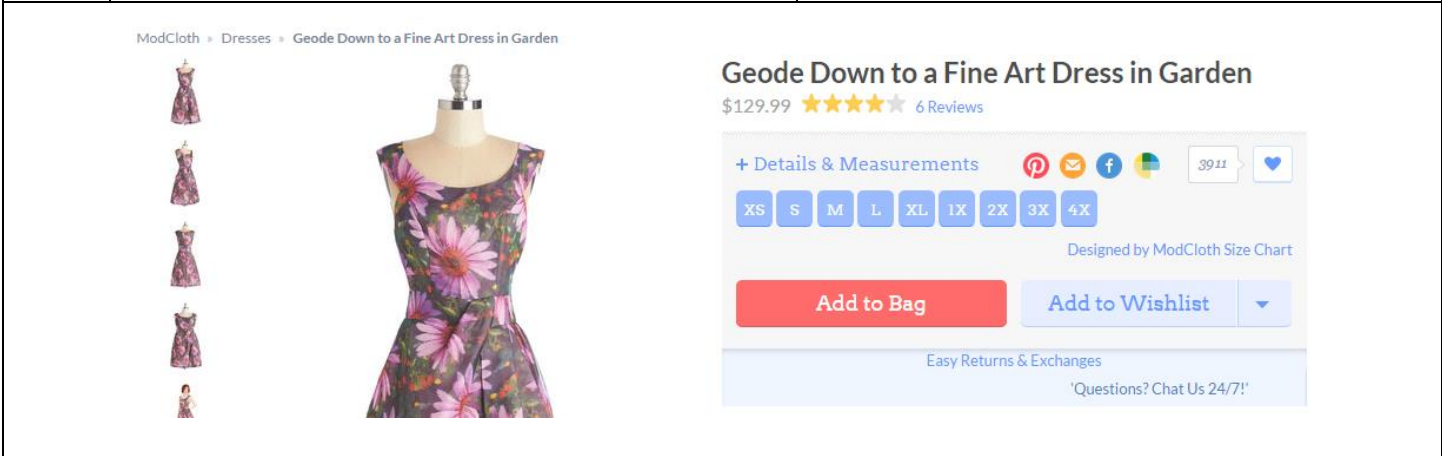 ModCloth » Dresses » Geode Down to a Fine Art Dress in Garden
Geode Down to a Fine Art Dress in Garden
$129.99 6 Reviews
+ Details & Measurements f 3911
XS S M L XL 1X 2X 3X 4X
Designed by ModCloth Size Chart
Add to Bag Add to Wishlist
Easy Returns & Exchanges
'Questions? Chat Us 24/7!'